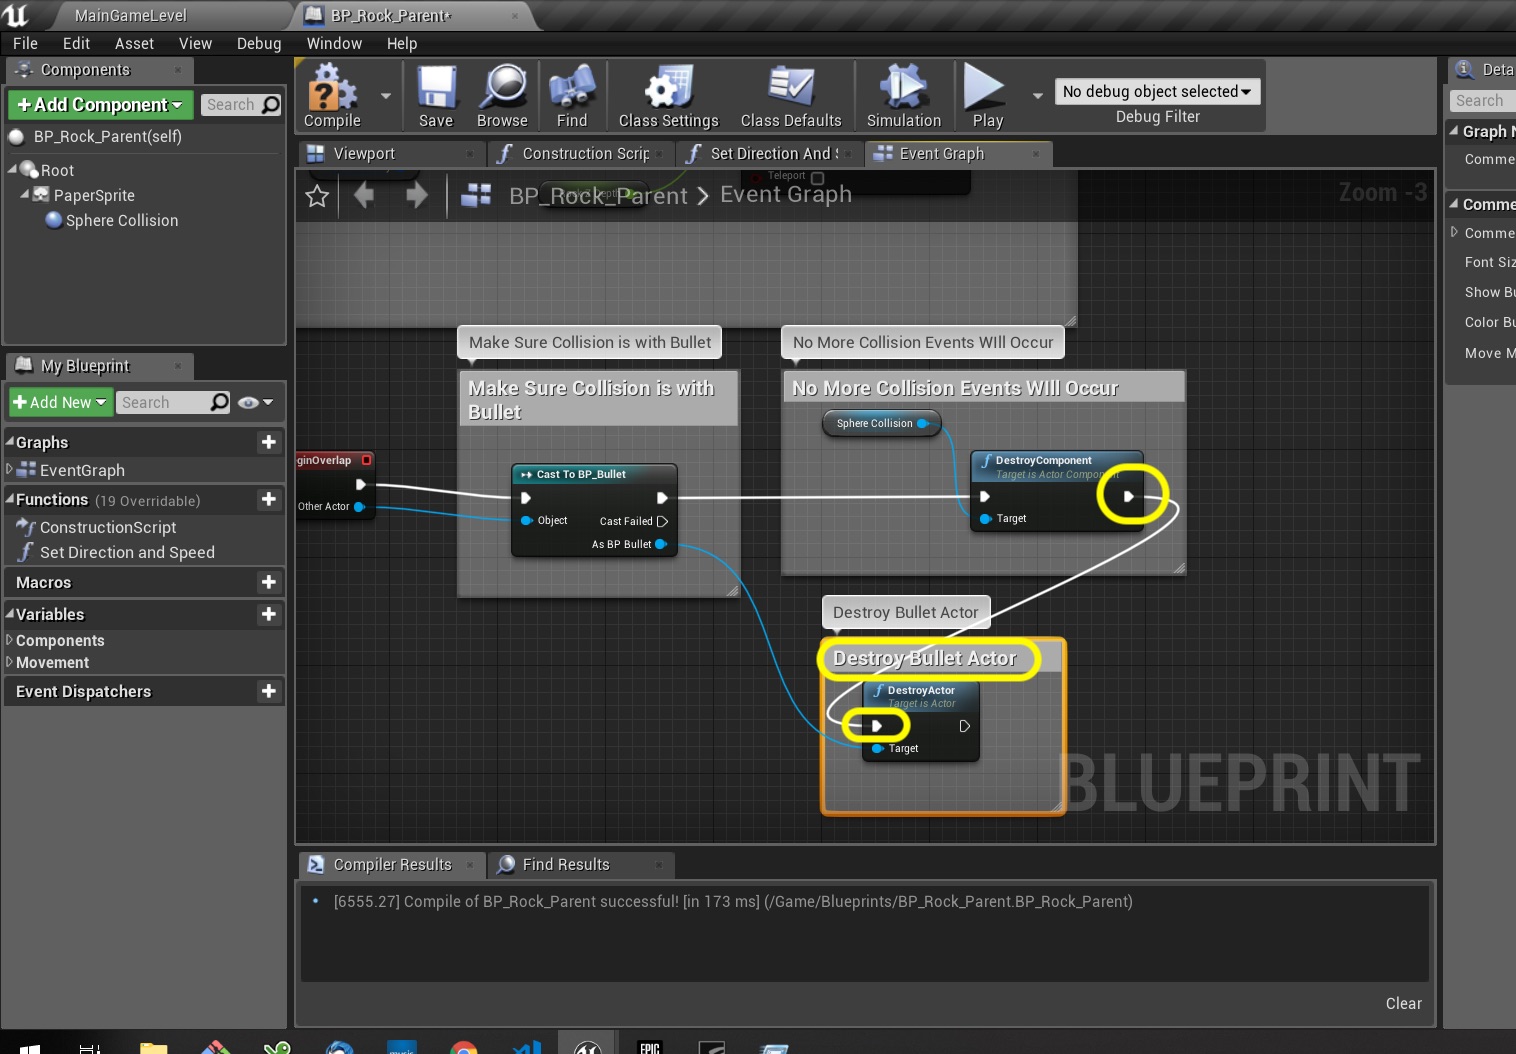 MainGameLevel
BP_Rock_Parent*
File Edit Asset View Debug Window Help
Components
+Add Component
Search
BP_Rock_Parent(self)
Root
PaperSprite
Sphere Collision
My Blueprint
+Add New
Search
Graphs
EventGraph
Functions (19 Overridable)
ConstructionScript
Set Direction and Speed
Macros
Variables
Components
Movement
Event Dispatchers
Compile
Save
Browse
Find
Class Settings
Class Defaults
Simulation
Play
No debug object selected
Debug Filter
Viewport
Construction Scrip
Set Direction And
Event Graph
Teleport
BP_Rock_Parent > Event Graph
Zoom -3
Make Sure Collision is with Bullet
No More Collision Events WIll Occur
Make Sure Collision is with
Bullet
No More Collision Events WIll Occur
Sphere Collision
ginOverlap
Other Actor
Cast To BP_Bullet
Object
Cast Failed
As BP Bullet
DestroyComponent
Target is Actor Compon
Target
Destroy Bullet Actor
Destroy Bullet Actor
DestroyActor
Target is Actor
Target
BLUEPRINT
Compiler Results
Find Results
[6555.27] Compile of BP_Rock_Parent successful! [in 173 ms] (/Game/Blueprints/BP_Rock_Parent.BP_Rock_Parent)
Clear
Deta
Search
Graph N
Comme
Comme
Comme
Font Siz
Show Bu
Color Bu
Move M
music
EPIC